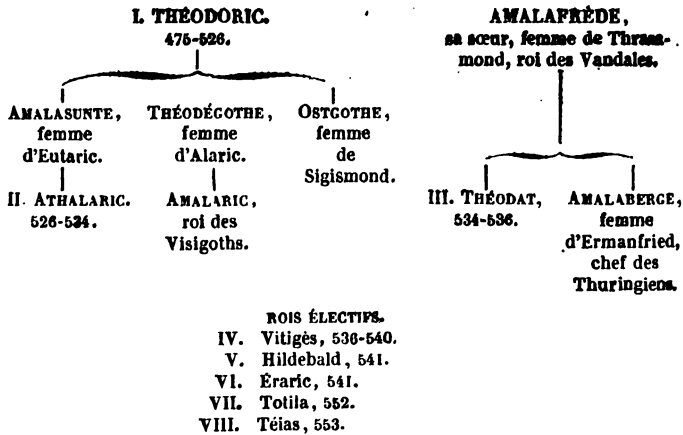 I. THÉODORIC.
475-526.
AMALAFRÈDE,
sa sœur, femme de Thrasa-
mond, roi des Vandales.
AMALASUNTE,
femme
d'Eutaric.
THÉODÉGOTHE,
femme
d'Alaric.
OSTGOTHE,
femme
de
Sigismond.
II. ATHALARIC.
526-534.
AMALARIC,
roi des
Visigoths.
III. THÉODAT,
534-536.
AMALABERGE,
femme
d'Ermanfried,
chef des
Thuringiens.
ROIS ÉLECTIFS.
IV. Vitigès, 536-540.
V. Hildebald, 541.
VI. Éraric, 541.
VII. Totila, 552.
VIII. Téias, 553.